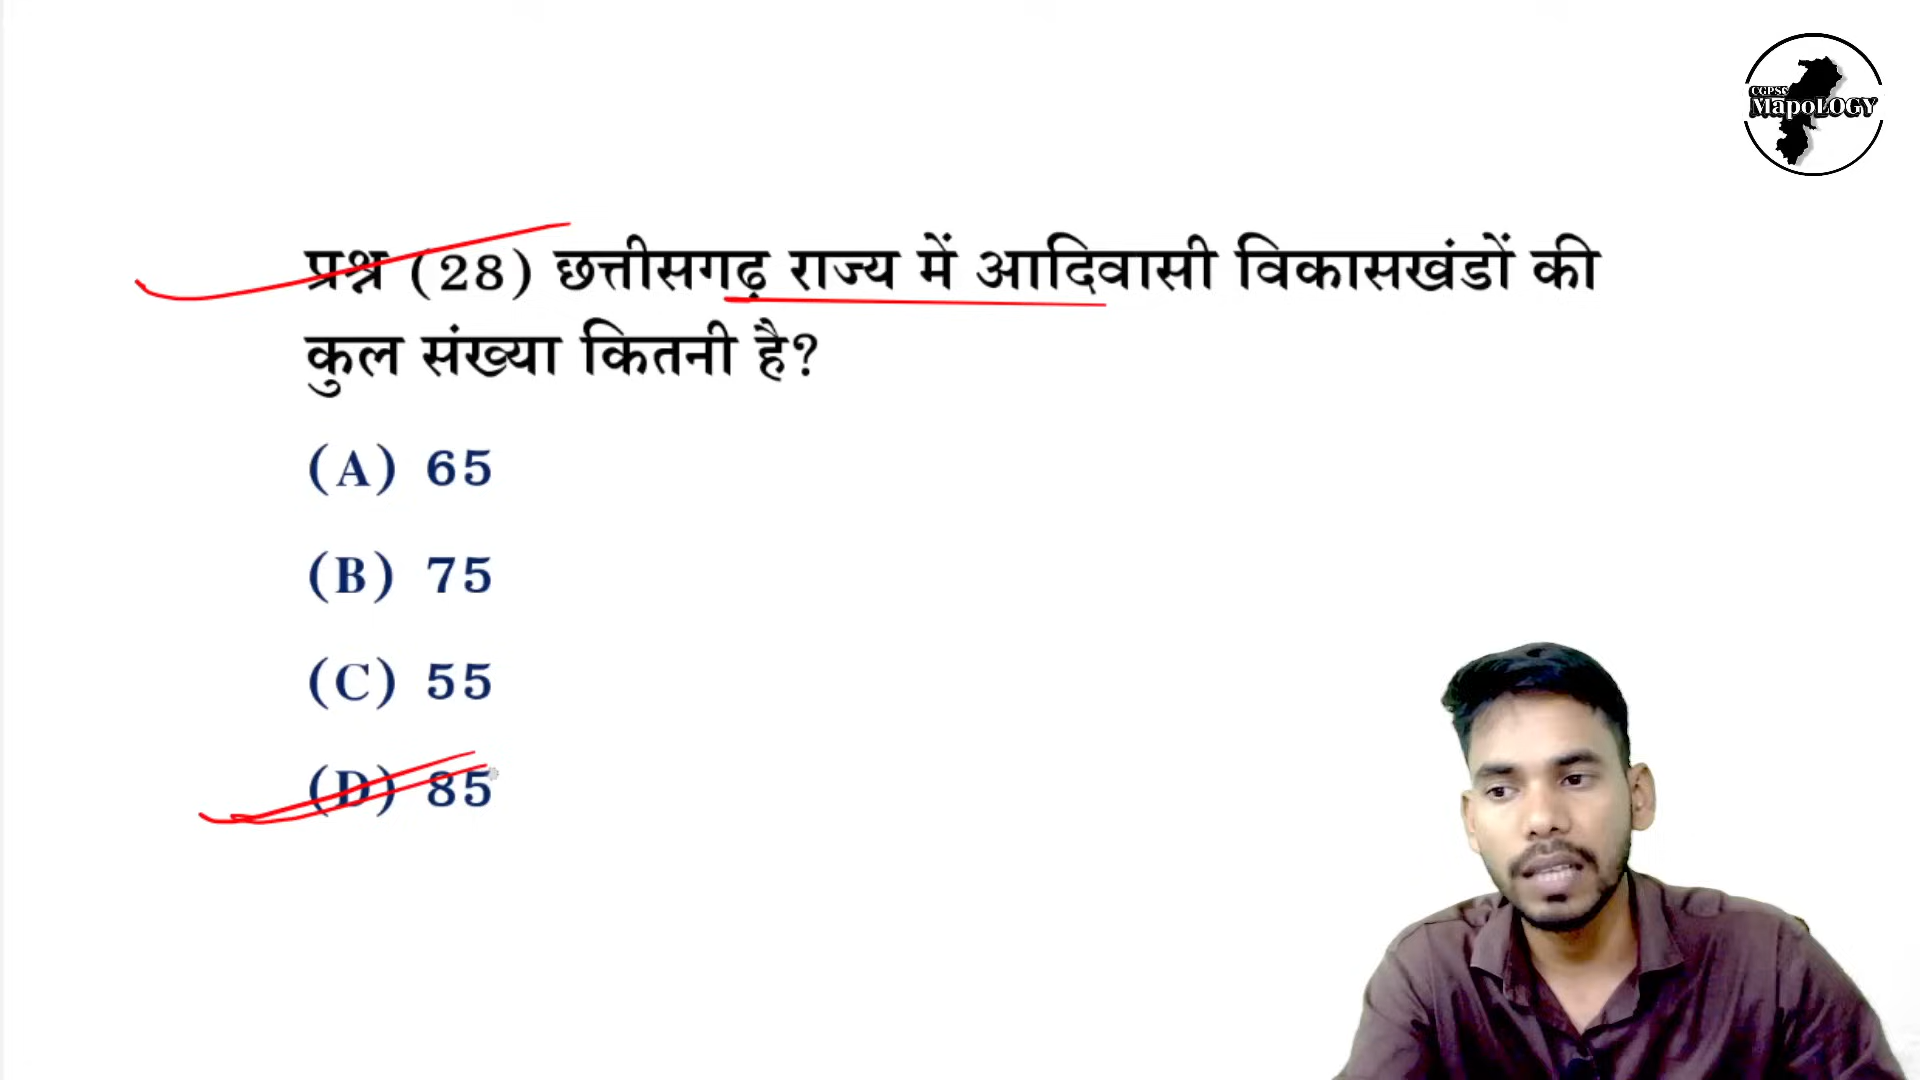 CGPSC
MapoLOGY
प्रश्न (28) छत्तीसगढ़ राज्य में आदिवासी विकासखंडों की
कुल संख्या कितनी है?
(A) 65
(B) 75
(C) 55
(D) 85